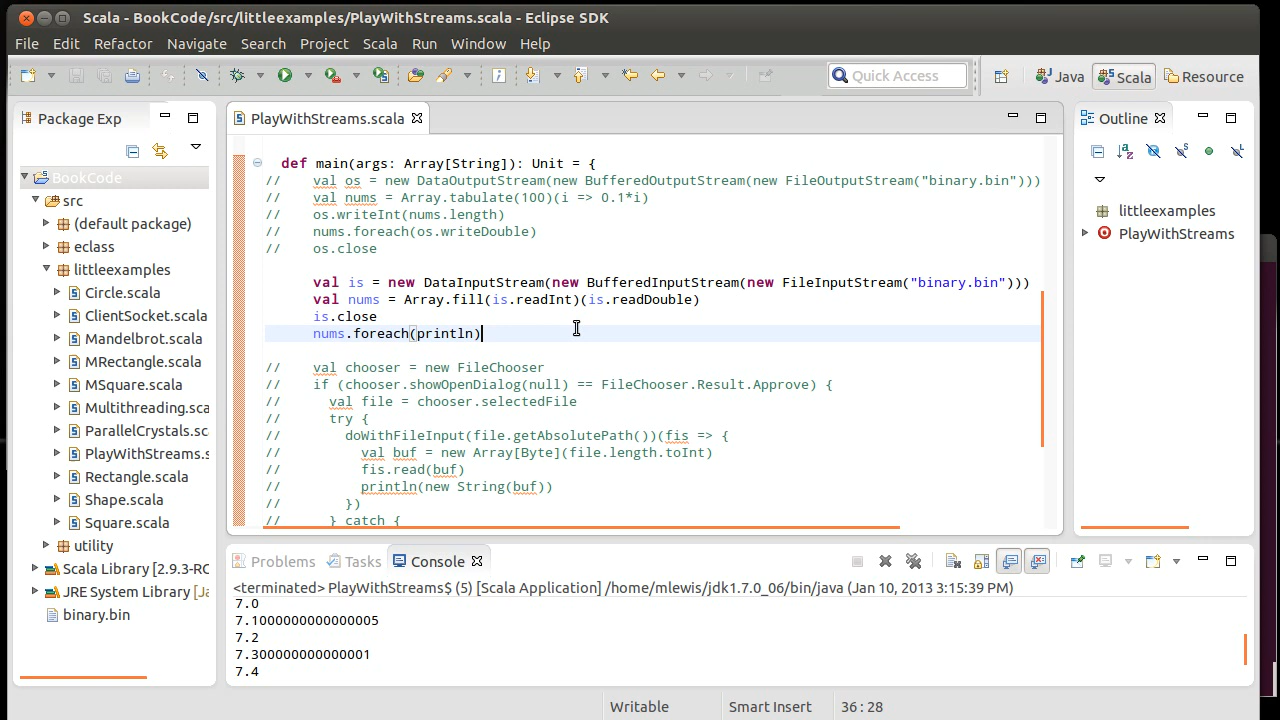 Scala - BookCode/src/littleexamples/PlayWithStreams.scala - Eclipse SDK
File Edit Refactor Navigate Search Project Scala Run Window Help
Quick Access Java Scala Resource
Package Exp
BookCode
src
(default package)
eclass
littleexamples
Circle.scala
ClientSocket.scala
Mandelbrot.scala
MRectangle.scala
MSquare.scala
Multithreading.sca
ParallelCrystals.sc
PlayWithStreams.s
Rectangle.scala
Shape.scala
Square.scala
utility
Scala Library [2.9.3-RC
JRE System Library [Ja
binary.bin
PlayWithStreams.scala
def main(args: Array[String]): Unit = {
//    val os = new DataOutputStream(new BufferedOutputStream(new FileOutputStream("binary.bin")))
//    val nums = Array.tabulate(100)(i => 0.1*i)
//    os.writeInt(nums.length)
//    nums.foreach(os.writeDouble)
//    os.close
val is = new DataInputStream(new BufferedInputStream(new FileInputStream("binary.bin")))
val nums = Array.fill(is.readInt)(is.readDouble)
is.close
nums.foreach(println)
//    val chooser = new FileChooser
//    if (chooser.showOpenDialog(null) == FileChooser.Result.Approve) {
//      val file = chooser.selectedFile
//      try {
//        doWithFileInput(file.getAbsolutePath())(fis => {
//          val buf = new Array[Byte](file.length.toInt)
//          fis.read(buf)
//          println(new String(buf))
//        })
//      } catch {
Outline
littleexamples
PlayWithStreams
Problems Tasks Console
<terminated> PlayWithStreams$ (5) [Scala Application] /home/mlewis/jdk1.7.0_06/bin/java (Jan 10, 2013 3:15:39 PM)
7.0
7.1000000000000005
7.2
7.300000000000001
7.4
Writable Smart Insert 36:28